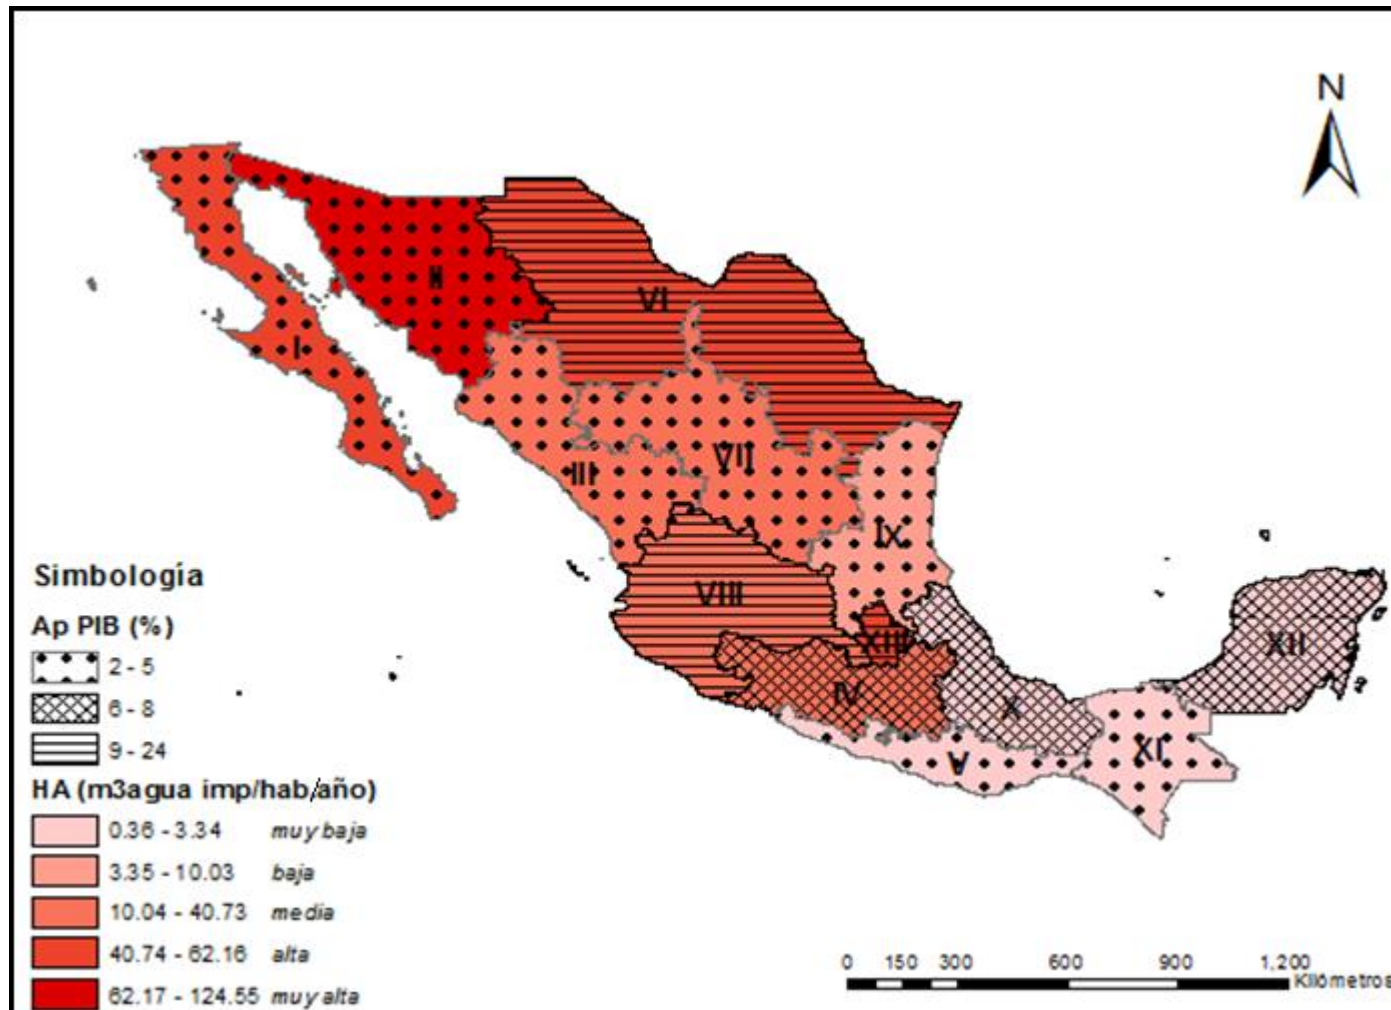 N
II
VI
I
VII
III
IX
VIII
XIII
XII
IV
X
XI
V
Simbología
Ap PIB (%)
2 - 5
6 - 8
9 - 24
HA (m3agua imp/hab/año)
0.36 - 3.34 muy baja
3.35 - 10.03 baja
10.04 - 40.73 media
40.74 - 62.16 alta
62.17 - 124.55 muy alta
0 150 300 600 900 1,200
Kilómetros